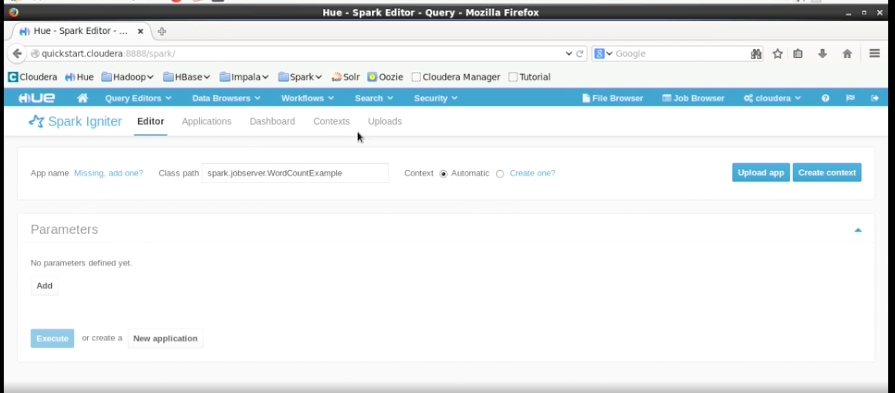 Hue - Spark Editor - Query - Mozilla Firefox
Hue - Spark Editor - ...
quickstart.cloudera:8888/spark/ Google
Cloudera Hue Hadoop HBase Impala Spark Solr Oozie Cloudera Manager Tutorial
HUE Query Editors Data Browsers Workflows Search Security File Browser Job Browser cloudera
Spark Igniter Editor Applications Dashboard Contexts Uploads
App name Missing, add one? Class path spark.jobserver.WordCountExample Context Automatic Create one? Upload app Create context
Parameters
No parameters defined yet.
Add
Execute or create a New application